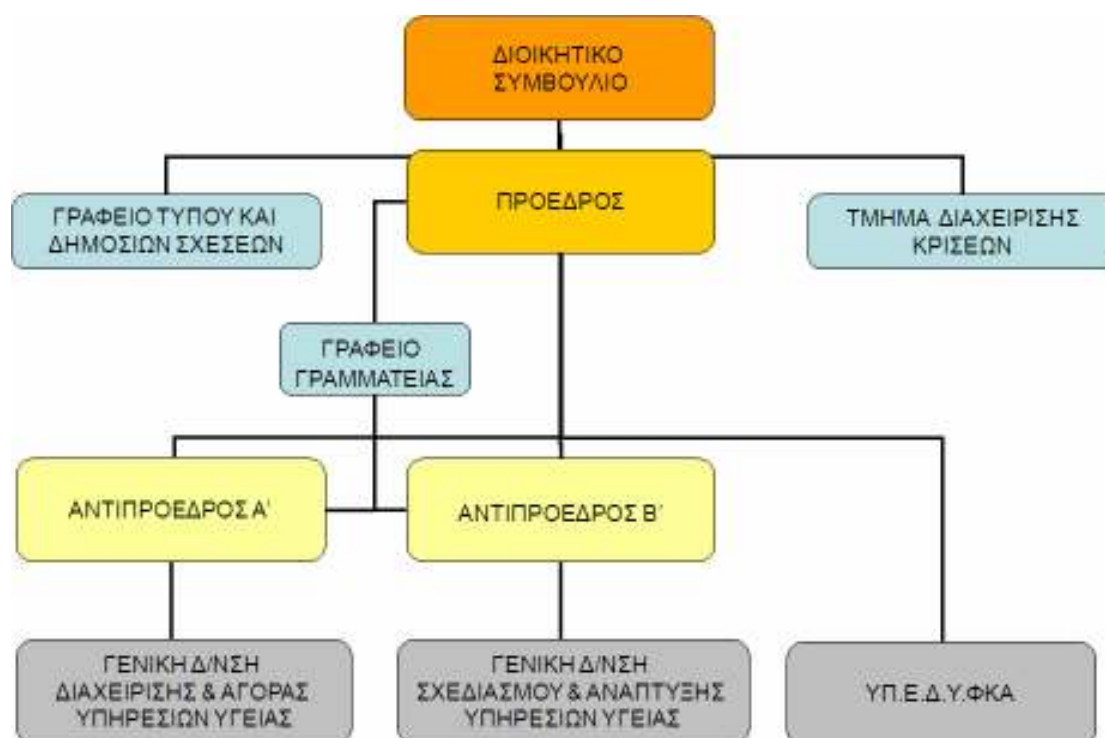 ΔΙΟΙΚΗΤΙΚΟ
ΣΥΜΒΟΥΛΙΟ
ΠΡΟΕΔΡΟΣ
ΓΡΑΦΕΙΟ ΤΥΠΟΥ ΚΑΙ
ΔΗΜΟΣΙΩΝ ΣΧΕΣΕΩΝ
ΤΜΗΜΑ ΔΙΑΧΕΙΡΙΣΗΣ
ΚΡΙΣΕΩΝ
ΓΡΑΦΕΙΟ
ΓΡΑΜΜΑΤΕΙΑΣ
ΑΝΤΙΠΡΟΕΔΡΟΣ Α'
ΑΝΤΙΠΡΟΕΔΡΟΣ Β'
ΓΕΝΙΚΗ Δ/ΝΣΗ
ΔΙΑΧΕΙΡΙΣΗΣ & ΑΓΟΡΑΣ
ΥΠΗΡΕΣΙΩΝ ΥΓΕΙΑΣ
ΓΕΝΙΚΗ Δ/ΝΣΗ
ΣΧΕΔΙΑΣΜΟΥ & ΑΝΑΠΤΥΞΗΣ
ΥΠΗΡΕΣΙΩΝ ΥΓΕΙΑΣ
ΥΠ.Ε.Δ.Υ.ΦΚΑ